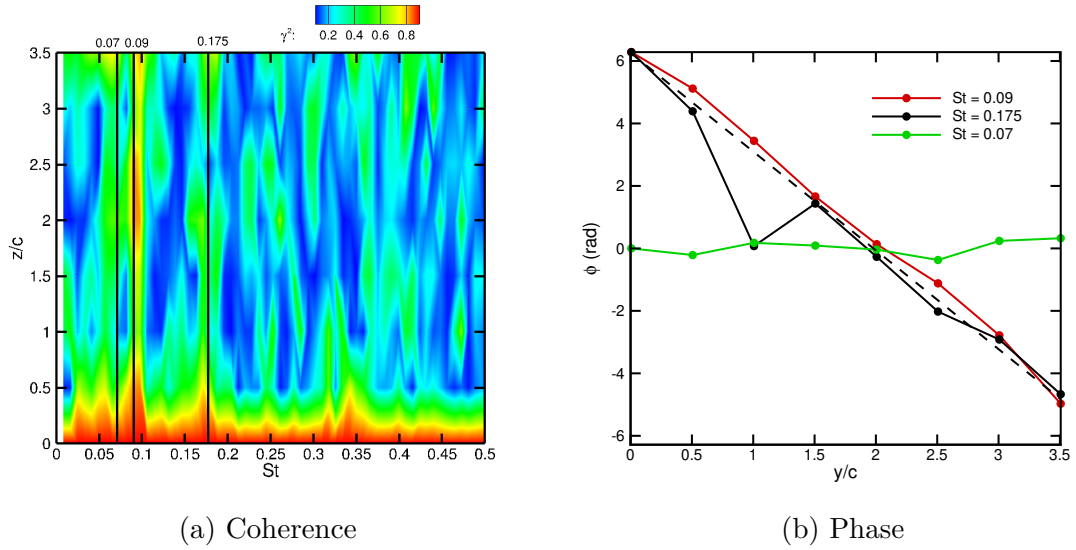 γ²: 0.2 0.4 0.6 0.8
0.07 0.09 0.175
3.5
3
2.5
2
1.5
1
0.5
0
z/c
0 0.05 0.1 0.15 0.2 0.25 0.3 0.35 0.4 0.45 0.5
St
(a) Coherence
6
4
2
0
-2
-4
-6
ϕ (rad)
St = 0.09
St = 0.175
St = 0.07
0 0.5 1 1.5 2 2.5 3 3.5
y/c
(b) Phase